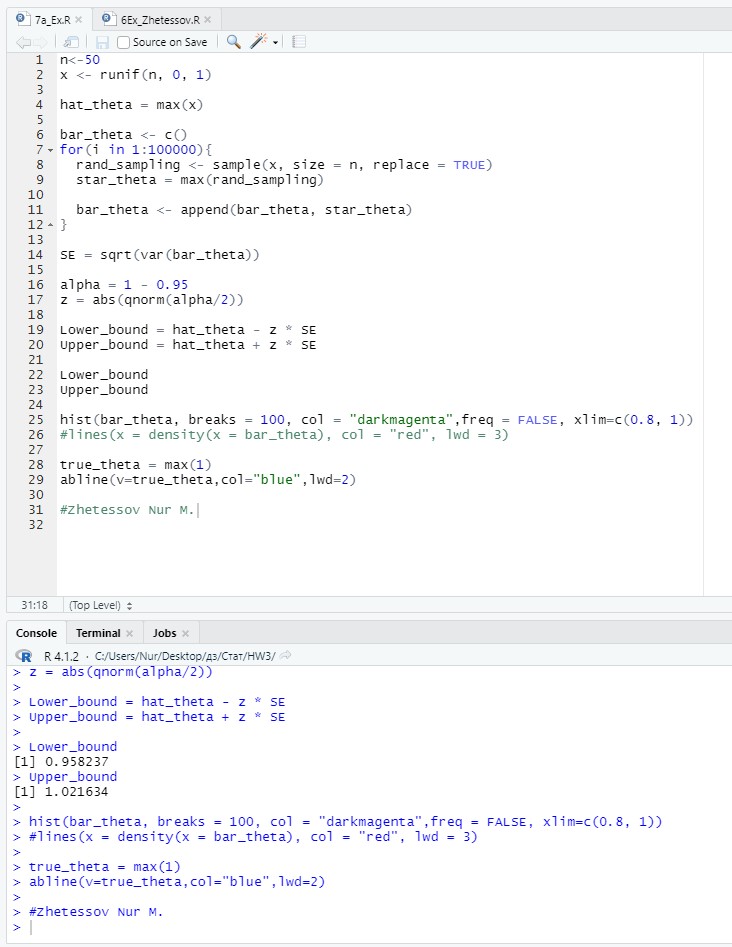 7a_Ex.R
6Ex_Zhetessov.R
Source on Save
1 n<-50
2 x <- runif(n, 0, 1)
3
4 hat_theta = max(x)
5
6 bar_theta <- c()
7 for(i in 1:100000){
8 rand_sampling <- sample(x, size = n, replace = TRUE)
9 star_theta = max(rand_sampling)
10
11 bar_theta <- append(bar_theta, star_theta)
12 }
13
14 SE = sqrt(var(bar_theta))
15
16 alpha = 1 - 0.95
17 z = abs(qnorm(alpha/2))
18
19 Lower_bound = hat_theta - z * SE
20 Upper_bound = hat_theta + z * SE
21
22 Lower_bound
23 Upper_bound
24
25 hist(bar_theta, breaks = 100, col = "darkmagenta",freq = FALSE, xlim=c(0.8, 1))
26 #lines(x = density(x = bar_theta), col = "red", lwd = 3)
27
28 true_theta = max(1)
29 abline(v=true_theta,col="blue",lwd=2)
30
31 #Zhetessov Nur M.
32
31:18 (Top Level)
Console Terminal Jobs
R 4.1.2 · C:/Users/Nur/Desktop/дз/Стат/HW3/
> z = abs(qnorm(alpha/2))
>
> Lower_bound = hat_theta - z * SE
> Upper_bound = hat_theta + z * SE
>
> Lower_bound
[1] 0.958237
> Upper_bound
[1] 1.021634
>
> hist(bar_theta, breaks = 100, col = "darkmagenta",freq = FALSE, xlim=c(0.8, 1))
> #lines(x = density(x = bar_theta), col = "red", lwd = 3)
>
> true_theta = max(1)
> abline(v=true_theta,col="blue",lwd=2)
>
> #Zhetessov Nur M.
>